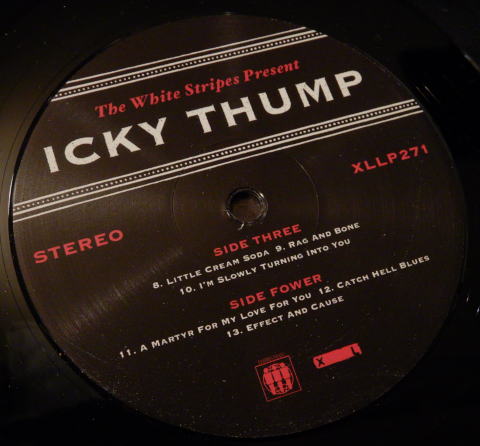 The White Stripes Present
ICKY THUMP
XLLP271
STEREO
SIDE THREE
8. LITTLE CREAM SODA 9. RAG AND BONE
10. I'M SLOWLY TURNING INTO YOU
SIDE FOWER
11. A MARTYR FOR MY LOVE FOR YOU 12. CATCH HELL BLUES
13. EFFECT AND CAUSE
X L